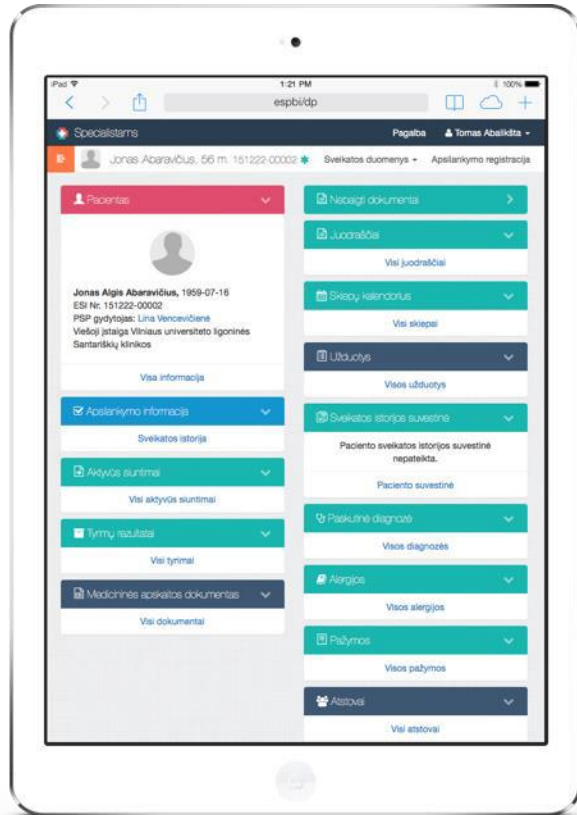 iPad
1:21 PM
100%
espbi/dp
Specialistams
Pagalba
Tomas Abalikšta
Jonas Abaravičius, 56 m. 151222-00002
Sveikatos duomenys
Apsilankymo registracija
Pacientas
Jonas Algis Abaravičius, 1959-07-16
ESI Nr. 151222-00002
PSP gydytojas: Lina Vencevičienė
Viešoji įstaiga Vilniaus universiteto ligoninės
Santariškių klinikos
Visa informacija
Apsilankymo informacija
Sveikatos istorija
Aktyvūs siuntimai
Visi aktyvūs siuntimai
Tyrimų rezultatai
Visi tyrimai
Medicininės apskaitos dokumentas
Visi dokumentai
Nebaigti dokumentai
Juodraščiai
Visi juodraščiai
Skiepų kalendorius
Visi skiepai
Užduotys
Visos užduotys
Sveikatos istorijos suvestinė
Paciento sveikatos istorijos suvestinė
nepateikta.
Paciento suvestinė
Paskutinė diagnozė
Visos diagnozės
Alergijos
Visos alergijos
Pažymos
Visos pažymos
Atstovai
Visi atstovai